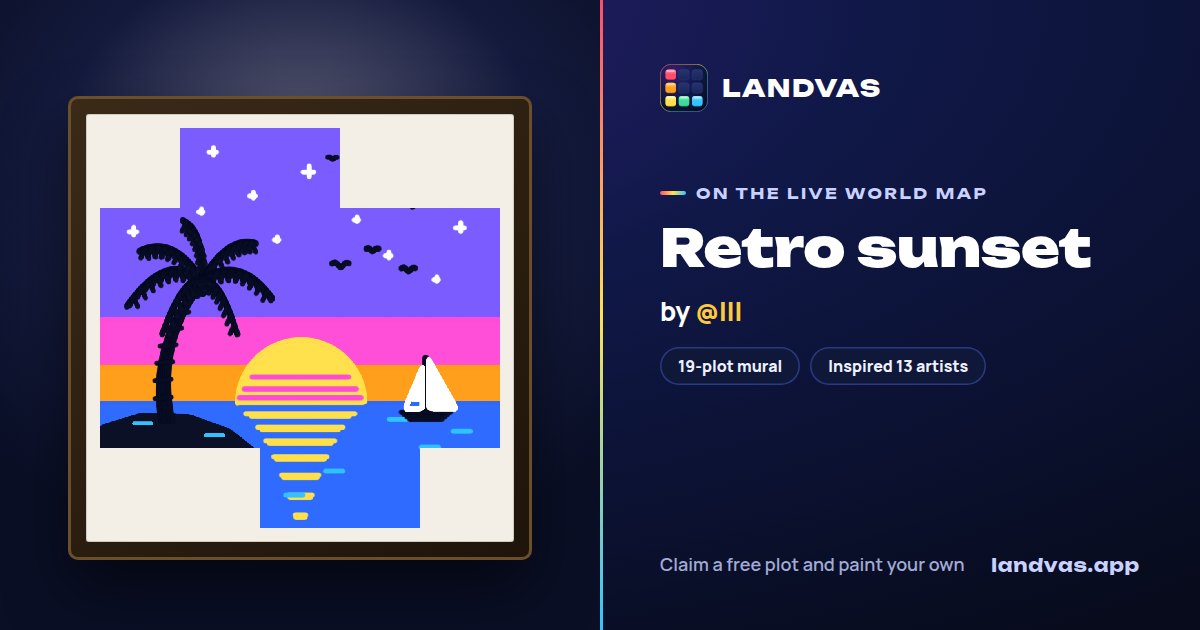 LANDVAS
ON THE LIVE WORLD MAP
Retro sunset
by @lll
19-plot mural
Inspired 13 artists
Claim a free plot and paint your own
landvas.app